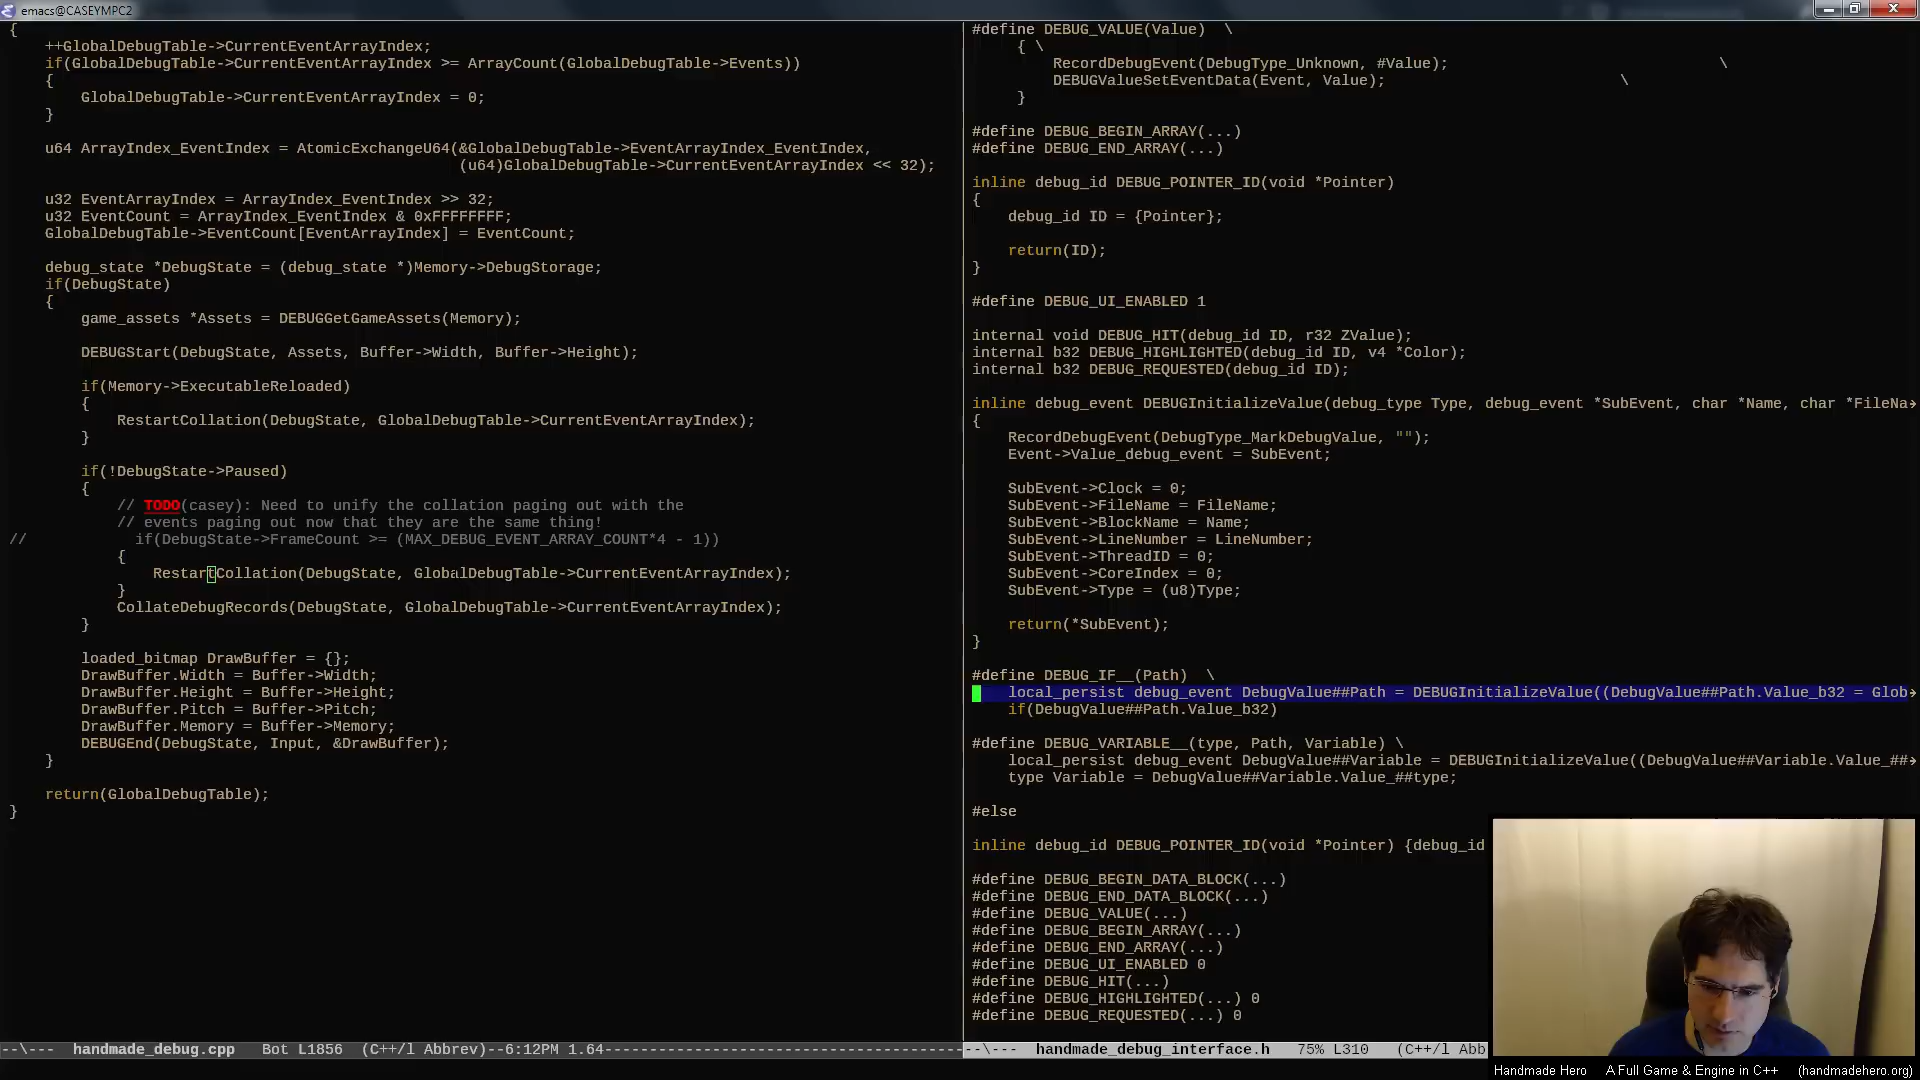 emacs@CASEYMPC2
{
    ++GlobalDebugTable->CurrentEventArrayIndex;
    if(GlobalDebugTable->CurrentEventArrayIndex >= ArrayCount(GlobalDebugTable->Events))
    {
        GlobalDebugTable->CurrentEventArrayIndex = 0;
    }
    u64 ArrayIndex_EventIndex = AtomicExchangeU64(&GlobalDebugTable->EventArrayIndex_EventIndex,
                                                  (u64)GlobalDebugTable->CurrentEventArrayIndex << 32);
    u32 EventArrayIndex = ArrayIndex_EventIndex >> 32;
    u32 EventCount = ArrayIndex_EventIndex & 0xFFFFFFFF;
    GlobalDebugTable->EventCount[EventArrayIndex] = EventCount;
    debug_state *DebugState = (debug_state *)Memory->DebugStorage;
    if(DebugState)
    {
        game_assets *Assets = DEBUGGetGameAssets(Memory);
        DEBUGStart(DebugState, Assets, Buffer->Width, Buffer->Height);
        if(Memory->ExecutableReloaded)
        {
            RestartCollation(DebugState, GlobalDebugTable->CurrentEventArrayIndex);
        }
        if(!DebugState->Paused)
        {
            // TODO(casey): Need to unify the collation paging out with the
            // events paging out now that they are the same thing!
//            if(DebugState->FrameCount >= (MAX_DEBUG_EVENT_ARRAY_COUNT*4 - 1))
            {
                RestartCollation(DebugState, GlobalDebugTable->CurrentEventArrayIndex);
            }
            CollateDebugRecords(DebugState, GlobalDebugTable->CurrentEventArrayIndex);
        }
        loaded_bitmap DrawBuffer = {};
        DrawBuffer.Width = Buffer->Width;
        DrawBuffer.Height = Buffer->Height;
        DrawBuffer.Pitch = Buffer->Pitch;
        DrawBuffer.Memory = Buffer->Memory;
        DEBUGEnd(DebugState, Input, &DrawBuffer);
    }
    return(GlobalDebugTable);
}
--\--- handmade_debug.cpp Bot L1856 (C++/l Abbrev)--6:12PM 1.64
#define DEBUG_VALUE(Value)  \
     { \
         RecordDebugEvent(DebugType_Unknown, #Value); \
         DEBUGValueSetEventData(Event, Value); \
     }
#define DEBUG_BEGIN_ARRAY(...)
#define DEBUG_END_ARRAY(...)
inline debug_id DEBUG_POINTER_ID(void *Pointer)
{
    debug_id ID = {Pointer};
    return(ID);
}
#define DEBUG_UI_ENABLED 1
internal void DEBUG_HIT(debug_id ID, r32 ZValue);
internal b32 DEBUG_HIGHLIGHTED(debug_id ID, v4 *Color);
internal b32 DEBUG_REQUESTED(debug_id ID);
inline debug_event DEBUGInitializeValue(debug_type Type, debug_event *SubEvent, char *Name, char *FileNa
{
    RecordDebugEvent(DebugType_MarkDebugValue, "");
    Event->Value_debug_event = SubEvent;
    SubEvent->Clock = 0;
    SubEvent->FileName = FileName;
    SubEvent->BlockName = Name;
    SubEvent->LineNumber = LineNumber;
    SubEvent->ThreadID = 0;
    SubEvent->CoreIndex = 0;
    SubEvent->Type = (u8)Type;
    return(*SubEvent);
}
#define DEBUG_IF__(Path)  \
    local_persist debug_event DebugValue##Path = DEBUGInitializeValue((DebugValue##Path.Value_b32 = Glob
    if(DebugValue##Path.Value_b32)
#define DEBUG_VARIABLE__(type, Path, Variable) \
    local_persist debug_event DebugValue##Variable = DEBUGInitializeValue((DebugValue##Variable.Value_##
    type Variable = DebugValue##Variable.Value_##type;
#else
inline debug_id DEBUG_POINTER_ID(void *Pointer) {debug_id
#define DEBUG_BEGIN_DATA_BLOCK(...)
#define DEBUG_END_DATA_BLOCK(...)
#define DEBUG_VALUE(...)
#define DEBUG_BEGIN_ARRAY(...)
#define DEBUG_END_ARRAY(...)
#define DEBUG_UI_ENABLED 0
#define DEBUG_HIT(...)
#define DEBUG_HIGHLIGHTED(...) 0
#define DEBUG_REQUESTED(...) 0
--\--- handmade_debug_interface.h 75% L310 (C++/l Abb
Handmade Hero A Full Game & Engine in C++ (handmadehero.org)